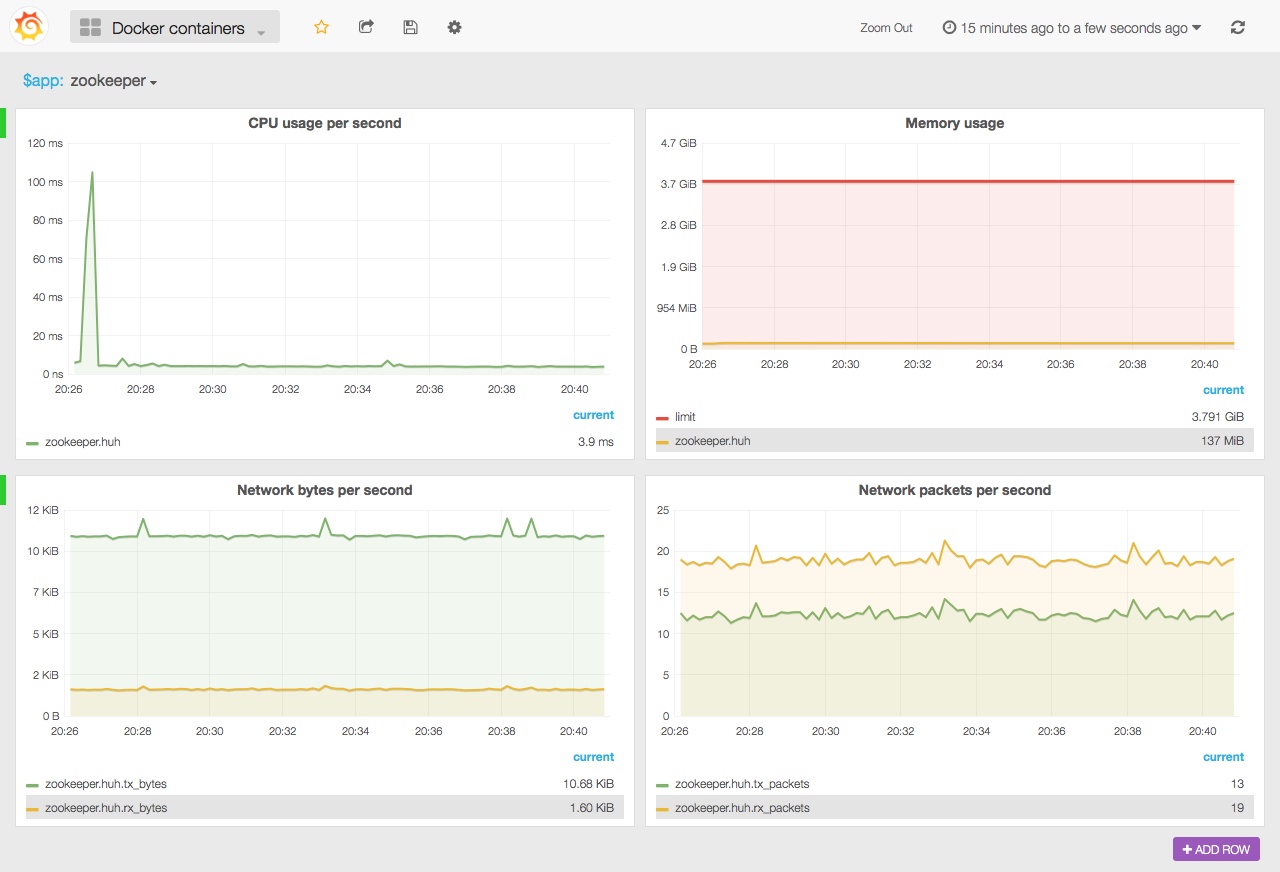 Docker containers
Zoom Out
15 minutes ago to a few seconds ago
$app: zookeeper
CPU usage per second
120 ms
100 ms
80 ms
60 ms
40 ms
20 ms
0 ns
20:26 20:28 20:30 20:32 20:34 20:36 20:38 20:40
current
zookeeper.huh 3.9 ms
Memory usage
4.7 GiB
3.7 GiB
2.8 GiB
1.9 GiB
954 MiB
0 B
20:26 20:28 20:30 20:32 20:34 20:36 20:38 20:40
current
limit 3.791 GiB
zookeeper.huh 137 MiB
Network bytes per second
12 KiB
10 KiB
7 KiB
5 KiB
2 KiB
0 B
20:26 20:28 20:30 20:32 20:34 20:36 20:38 20:40
current
zookeeper.huh.tx_bytes 10.68 KiB
zookeeper.huh.rx_bytes 1.60 KiB
Network packets per second
25
20
15
10
5
0
20:26 20:28 20:30 20:32 20:34 20:36 20:38 20:40
current
zookeeper.huh.tx_packets 13
zookeeper.huh.rx_packets 19
+ ADD ROW